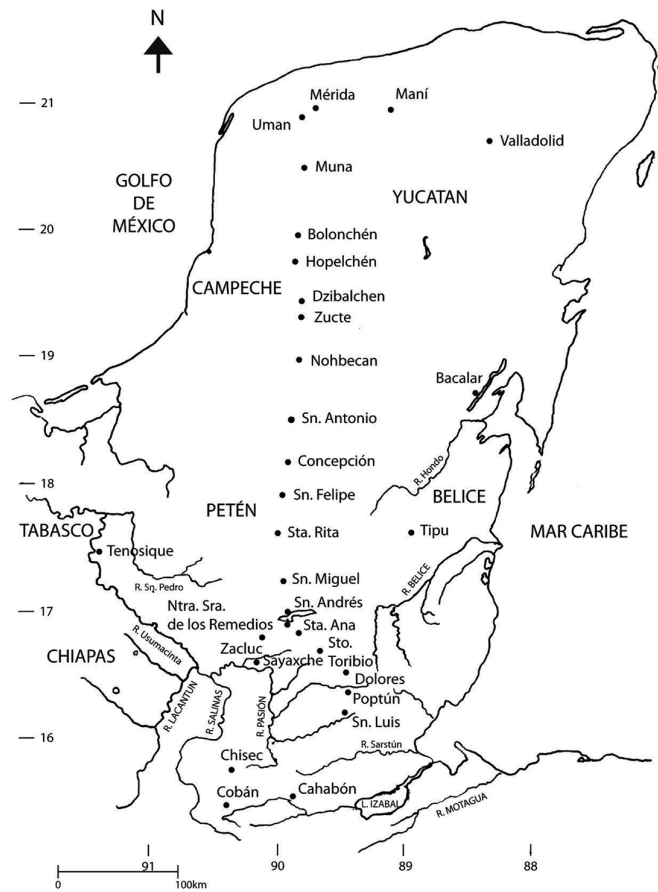 N
21
Mérida
Maní
Uman
Valladolid
Muna
GOLFO
DE
MÉXICO
YUCATAN
20
Bolonchén
Hopelchén
CAMPECHE
Dzibalchen
Zucte
19
Nohbecan
Bacalar
Sn. Antonio
Concepción
R. Hondo
18
Sn. Felipe
PETÉN
BELICE
TABASCO
Sta. Rita
Tipu
MAR CARIBE
Tenosique
R. Sn. Pedro
Sn. Miguel
R. BELICE
17
Ntra. Sra.
de los Remedios
Sn. Andrés
Sta. Ana
R. Usumacinta
Zacluc
Sto.
Toribio
CHIAPAS
Sayaxche
Dolores
R. LACANTUN
R. SALINAS
R. PASIÓN
Poptún
Sn. Luis
16
R. Sarstún
Chisec
Cobán
Cahabón
L. IZABAL
R. MOTAGUA
91
90
89
88
0
100km